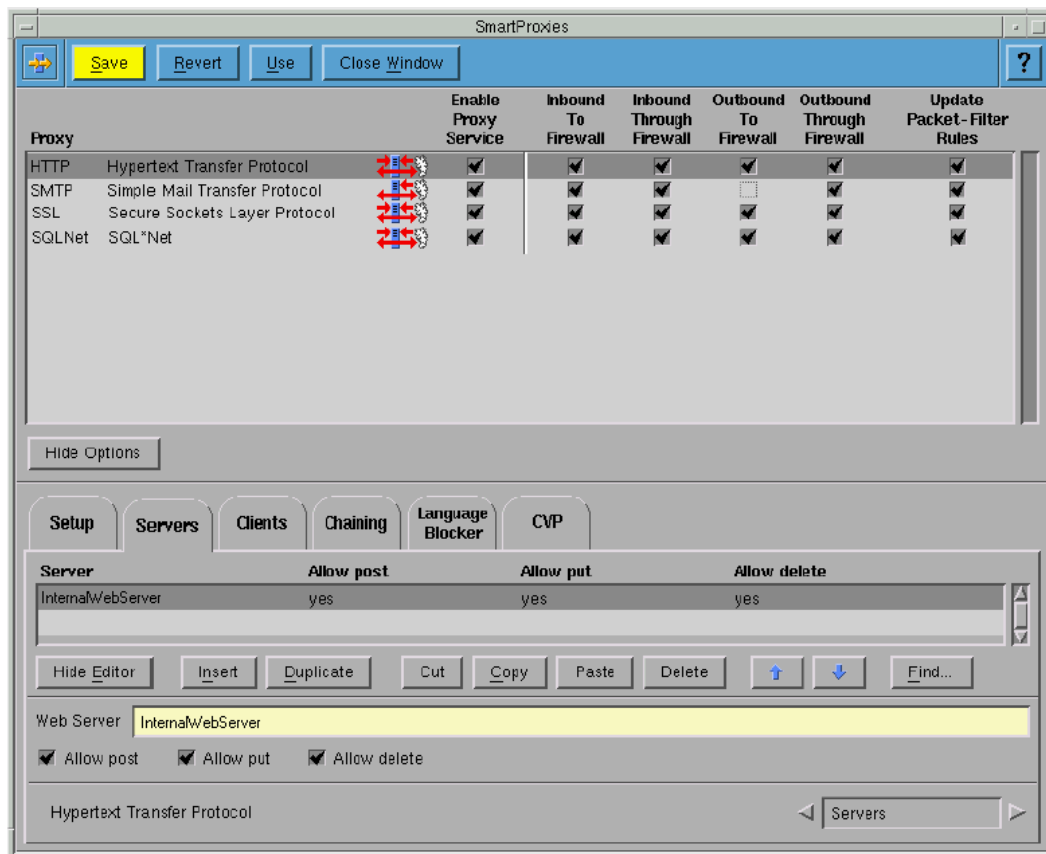 SmartProxies
Save Revert Use Close Window ?
Proxy Enable Proxy Service Inbound To Firewall Inbound Through Firewall Outbound To Firewall Outbound Through Firewall Update Packet-Filter Rules
HTTP Hypertext Transfer Protocol
SMTP Simple Mail Transfer Protocol
SSL Secure Sockets Layer Protocol
SQLNet SQL*Net
Hide Options
Setup Servers Clients Chaining Language Blocker CVP
Server Allow post Allow put Allow delete
InternalWebServer yes yes yes
Hide Editor Insert Duplicate Cut Copy Paste Delete Find...
Web Server InternalWebServer
Allow post Allow put Allow delete
Hypertext Transfer Protocol Servers